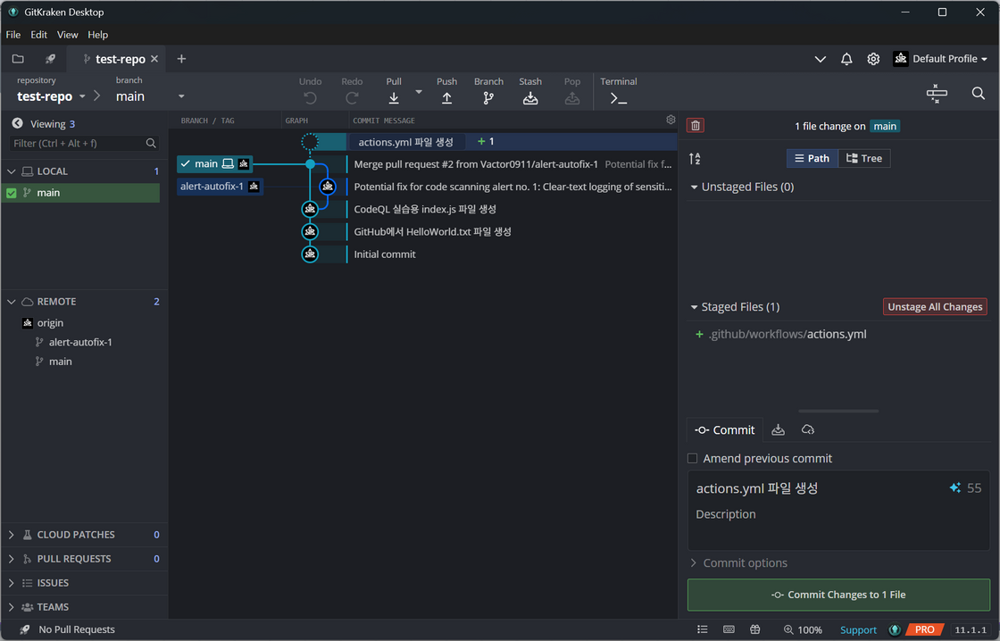 GitKraken Desktop
File Edit View Help
test-repo
Default Profile
repository branch
test-repo main
Undo Redo Pull Push Branch Stash Pop Terminal
Viewing 3
Filter (Ctrl + Alt + f)
LOCAL 1
main
REMOTE 2
origin
alert-autofix-1
main
CLOUD PATCHES 0
PULL REQUESTS 0
ISSUES
TEAMS
BRANCH / TAG GRAPH COMMIT MESSAGE
actions.yml 파일 생성 + 1
main Merge pull request #2 from Vactor0911/alert-autofix-1 Potential fix f...
alert-autofix-1 Potential fix for code scanning alert no. 1: Clear-text logging of sensiti...
CodeQL 실습용 index.js 파일 생성
GitHub에서 HelloWorld.txt 파일 생성
Initial commit
1 file change on main
Path Tree
Unstaged Files (0)
Staged Files (1) Unstage All Changes
+ .github/workflows/actions.yml
Commit
Amend previous commit
actions.yml 파일 생성 55
Description
Commit options
Commit Changes to 1 File
No Pull Requests 100% Support PRO 11.1.1